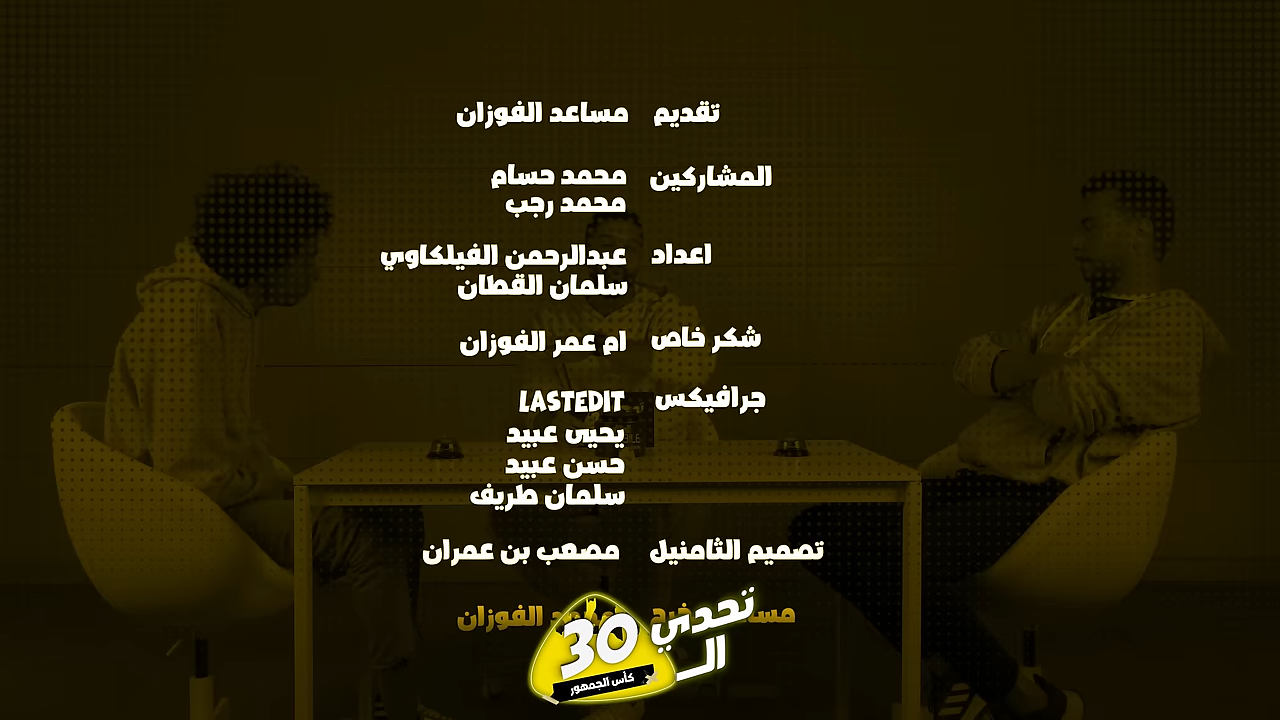 تقديم مساعد الفوزان
المشاركين محمد حسام
محمد رجب
اعداد عبدالرحمن الفيلكاوي
سلمان القطان
شكر خاص ام عمر الفوزان
جرافيكس LASTEDIT
يحيى عبيد
حسن عبيد
سلمان طريف
تصميم الثامنيل مصعب بن عمران
الفوزان
تحدي
الـ 30
كأس الجمهور